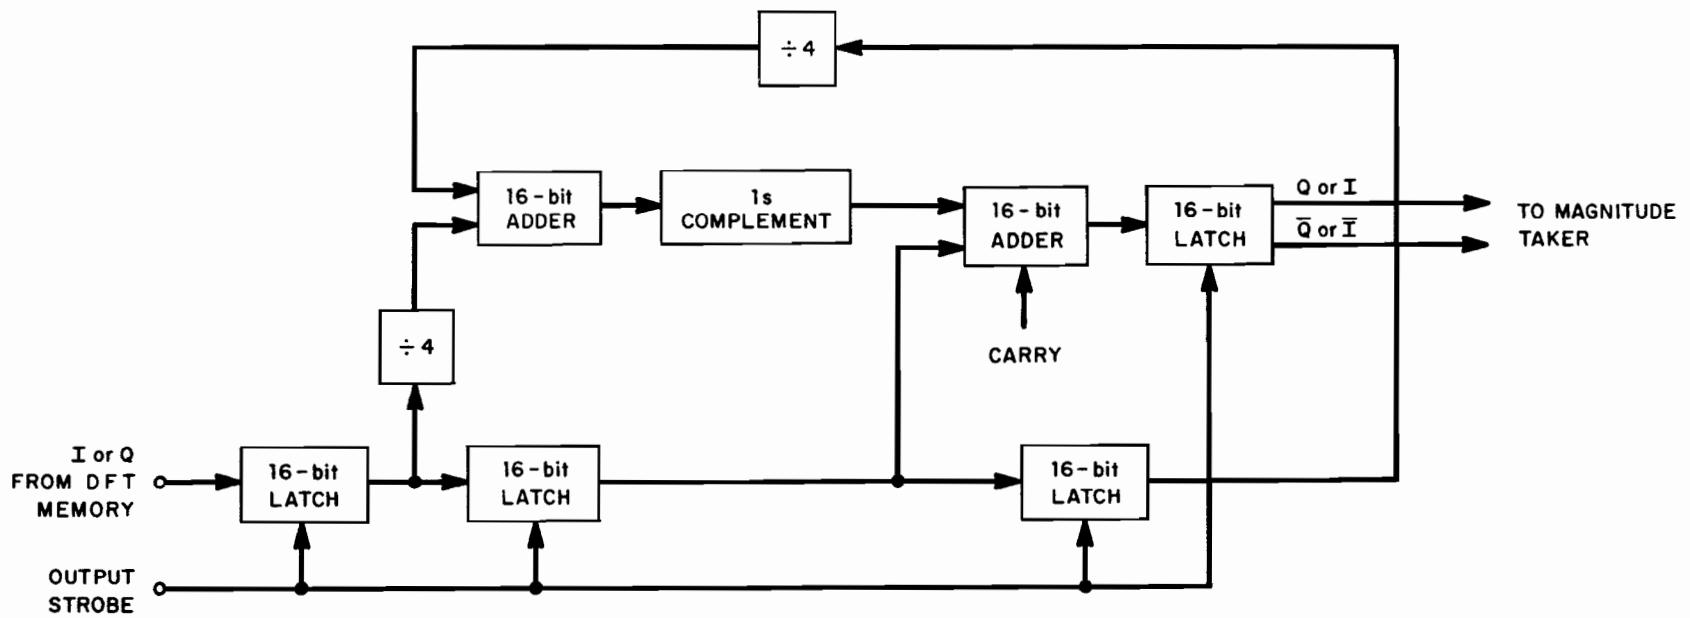 ÷4
16-bit
ADDER
1s
COMPLEMENT
16-bit
ADDER
16-bit
LATCH
Q or I
Q̅ or I̅
TO MAGNITUDE
TAKER
CARRY
÷4
I or Q
FROM DFT
MEMORY
16-bit
LATCH
16-bit
LATCH
16-bit
LATCH
OUTPUT
STROBE